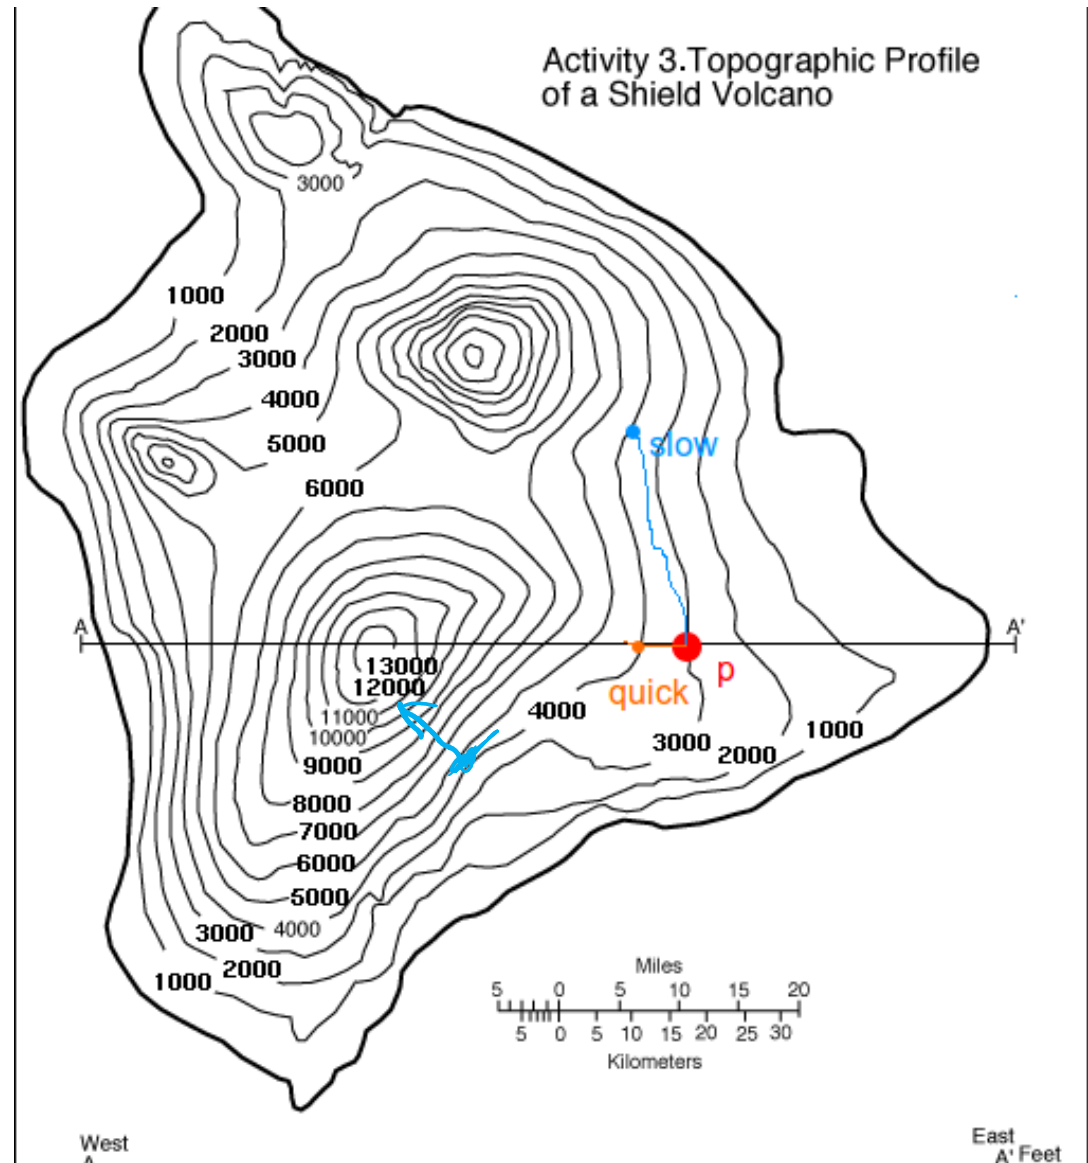 Activity 3.Topographic Profile
of a Shield Volcano
3000
1000
2000
3000
4000
5000
6000
slow
A
A'
13000
12000
p
quick
11000
4000
10000
3000
1000
2000
9000
8000
7000
6000
5000
4000
3000
2000
1000
Miles
5 0 5 10 15 20
5 0 5 10 15 20 25 30
Kilometers
West
A
East
A' Feet